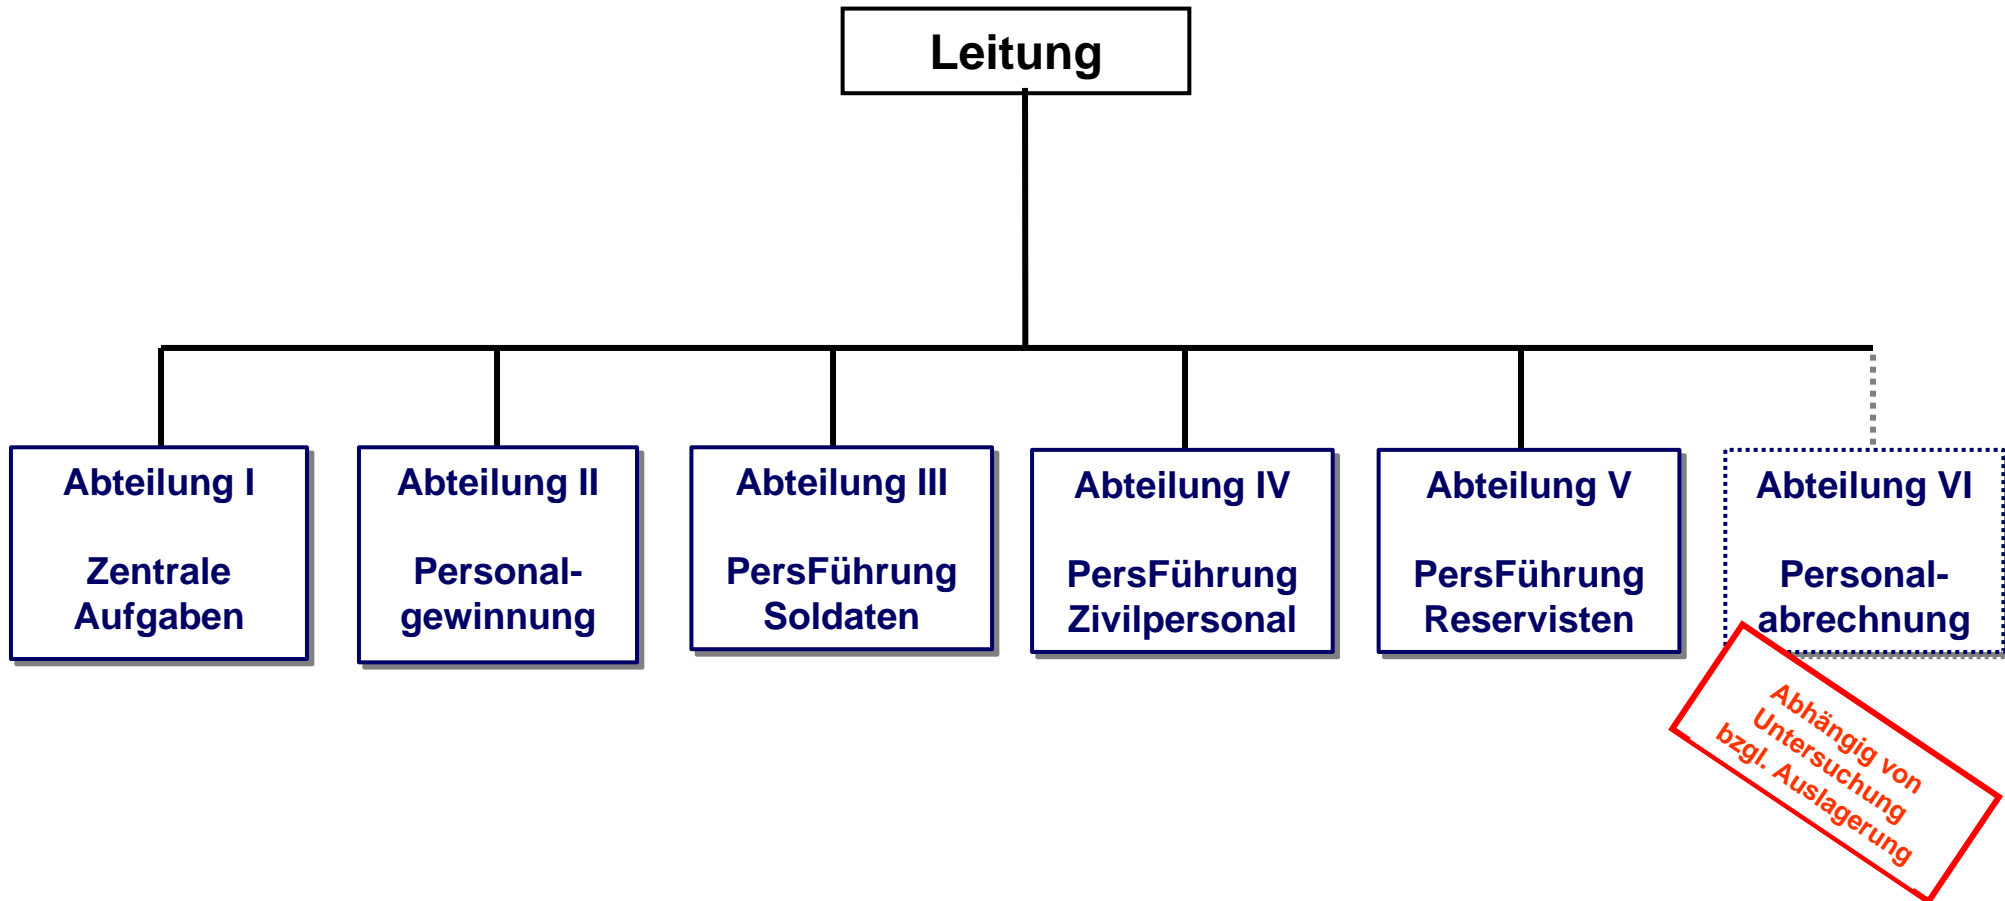 Leitung
Abteilung I
Zentrale
Aufgaben
Abteilung II
Personal-
gewinnung
Abteilung III
PersFührung
Soldaten
Abteilung IV
PersFührung
Zivilpersonal
Abteilung V
PersFührung
Reservisten
Abteilung VI
Personal-
abrechnung
Abhängig von
Untersuchung
bzgl. Auslagerung